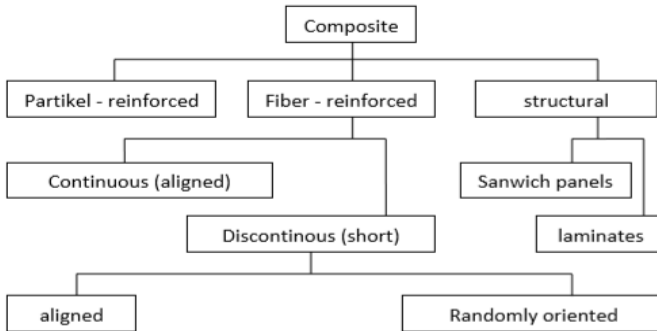 Composite
Partikel - reinforced
Fiber - reinforced
structural
Continuous (aligned)
Sanwich panels
Discontinous (short)
laminates
aligned
Randomly oriented